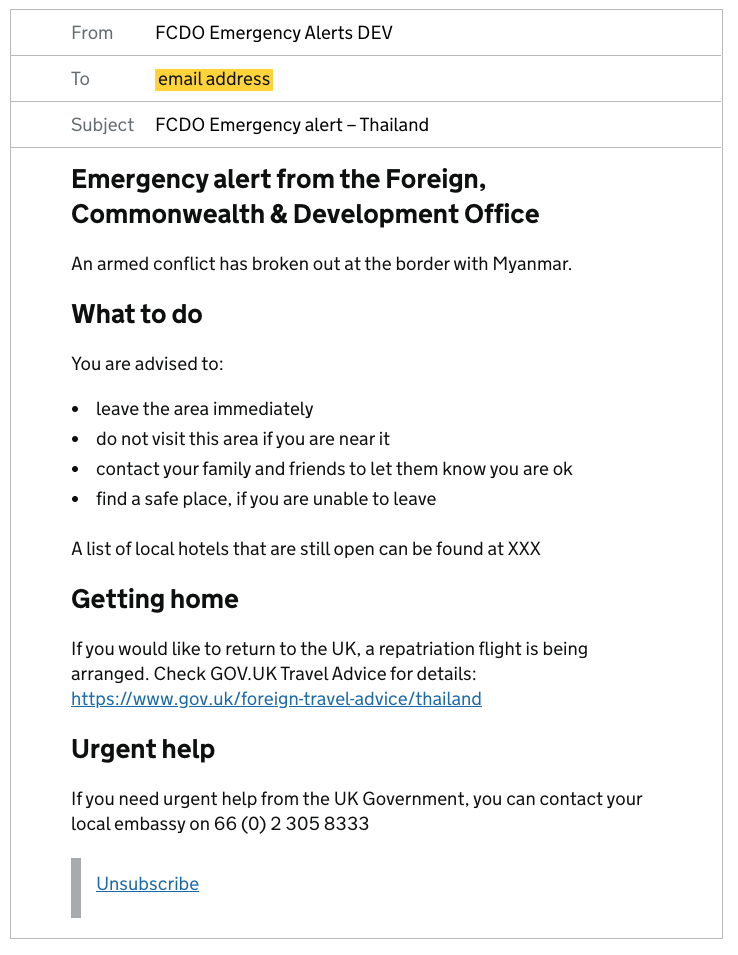 From FCDO Emergency Alerts DEV
To email address
Subject FCDO Emergency alert – Thailand
Emergency alert from the Foreign,
Commonwealth & Development Office
An armed conflict has broken out at the border with Myanmar.
What to do
You are advised to:
• leave the area immediately
• do not visit this area if you are near it
• contact your family and friends to let them know you are ok
• find a safe place, if you are unable to leave
A list of local hotels that are still open can be found at XXX
Getting home
If you would like to return to the UK, a repatriation flight is being
arranged. Check GOV.UK Travel Advice for details:
https://www.gov.uk/foreign-travel-advice/thailand
Urgent help
If you need urgent help from the UK Government, you can contact your
local embassy on 66 (0) 2 305 8333
Unsubscribe